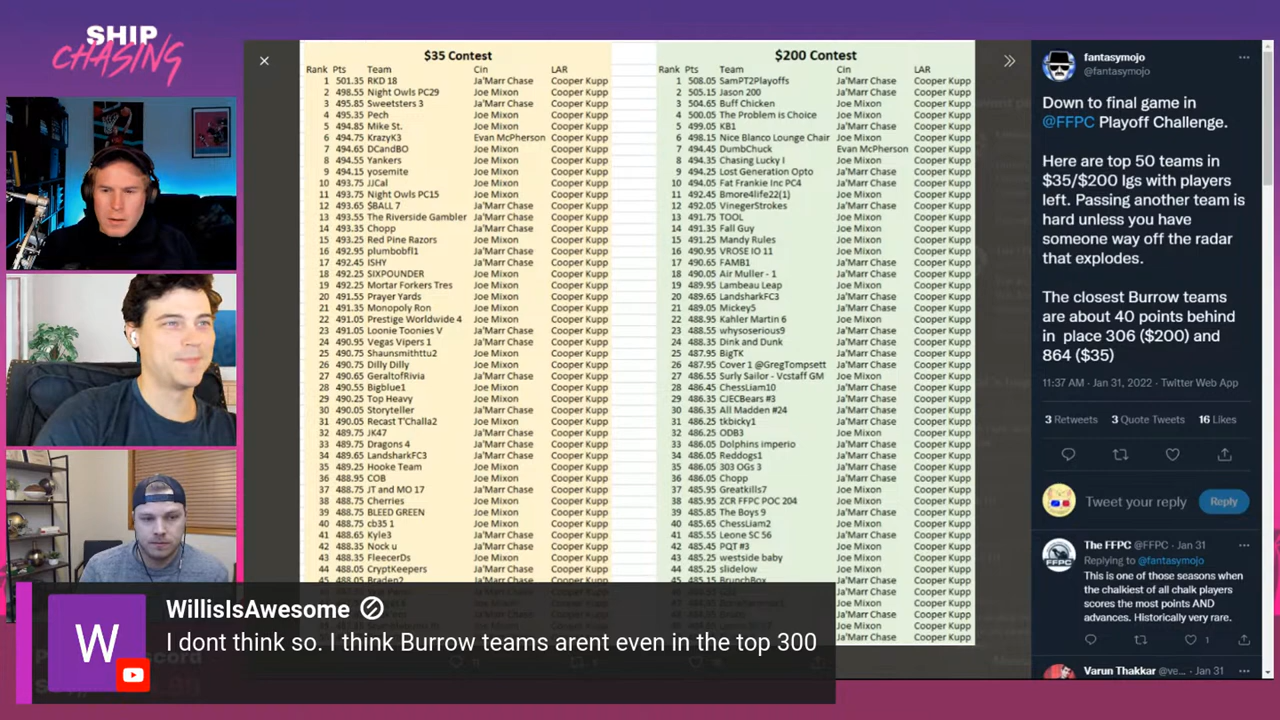 SHIP
CHASING
$35 Contest
Rank Pts Team Cin LAR
1 501.35 RKD 18 Ja'Marr Chase Cooper Kupp
2 498.55 Night Owls PC29 Joe Mixon Cooper Kupp
3 495.85 Sweetsters 3 Ja'Marr Chase Cooper Kupp
4 495.35 Pech Joe Mixon Cooper Kupp
5 494.85 Mike St. Joe Mixon Cooper Kupp
6 494.75 KrazyK3 Evan McPherson Cooper Kupp
7 494.65 DCandBO Joe Mixon Cooper Kupp
8 494.55 Yankers Joe Mixon Cooper Kupp
9 494.15 yosemite Joe Mixon Cooper Kupp
10 493.75 JJCal Joe Mixon Cooper Kupp
11 493.75 Night Owls PC15 Joe Mixon Cooper Kupp
12 493.65 $BALL 7 Ja'Marr Chase Cooper Kupp
13 493.55 The Riverside Gambler Ja'Marr Chase Cooper Kupp
14 493.35 Chopp Ja'Marr Chase Cooper Kupp
15 493.25 Red Pine Razors Joe Mixon Cooper Kupp
16 492.95 plumbobfl1 Ja'Marr Chase Cooper Kupp
17 492.45 ISHY Ja'Marr Chase Cooper Kupp
18 492.25 SIXPOUNDER Joe Mixon Cooper Kupp
19 492.25 Mortar Forkers Tres Joe Mixon Cooper Kupp
20 491.55 Prayer Yards Joe Mixon Cooper Kupp
21 491.35 Monopoly Ron Joe Mixon Cooper Kupp
22 491.05 Prestige Worldwide 4 Joe Mixon Cooper Kupp
23 491.05 Loonie Toonies V Ja'Marr Chase Cooper Kupp
24 490.95 Vegas Vipers 1 Ja'Marr Chase Cooper Kupp
25 490.75 Shaunsmithttu2 Joe Mixon Cooper Kupp
26 490.75 Dilly Dilly Joe Mixon Cooper Kupp
27 490.65 GeraltofRivia Ja'Marr Chase Cooper Kupp
28 490.55 Bigblue1 Joe Mixon Cooper Kupp
29 490.25 Top Heavy Joe Mixon Cooper Kupp
30 490.05 Storyteller Ja'Marr Chase Cooper Kupp
31 490.05 Recast T'Challa2 Joe Mixon Cooper Kupp
32 489.75 JK47 Ja'Marr Chase Cooper Kupp
33 489.75 Dragons 4 Ja'Marr Chase Cooper Kupp
34 489.65 LandsharkFC3 Ja'Marr Chase Cooper Kupp
35 489.25 Hooke Team Joe Mixon Cooper Kupp
36 488.95 COB Joe Mixon Cooper Kupp
37 488.75 JT and MO 17 Ja'Marr Chase Cooper Kupp
38 488.75 Cherries Joe Mixon Cooper Kupp
39 488.75 BLEED GREEN Joe Mixon Cooper Kupp
40 488.75 cb35 1 Joe Mixon Cooper Kupp
41 488.65 Kyle3 Ja'Marr Chase Cooper Kupp
42 488.35 Nock u Joe Mixon Cooper Kupp
43 488.35 FleecerDs Joe Mixon Cooper Kupp
44 488.05 CryptKeepers Ja'Marr Chase Cooper Kupp
45 488.05 Braden2
$200 Contest
Rank Pts Team Cin LAR
1 508.05 SamPT2Playoffs Ja'Marr Chase Cooper Kupp
2 505.15 Jason 200 Joe Mixon Cooper Kupp
3 504.65 Buff Chicken Joe Mixon Cooper Kupp
4 500.05 The Problem is Choice Joe Mixon Cooper Kupp
5 499.05 KB1 Ja'Marr Chase Cooper Kupp
6 498.15 Nice Blanco Lounge Chair Joe Mixon Cooper Kupp
7 494.45 DumbChuck Evan McPherson Cooper Kupp
8 494.35 Chasing Lucky I Joe Mixon Cooper Kupp
9 494.25 Lost Generation Opto Ja'Marr Chase Cooper Kupp
10 494.05 Fat Frankie Inc PC4 Ja'Marr Chase Cooper Kupp
11 492.45 Bmore4life22(1) Joe Mixon Cooper Kupp
12 492.05 VinegerStrokes Ja'Marr Chase Cooper Kupp
13 491.75 TOOL Joe Mixon Cooper Kupp
14 491.35 Fall Guy Joe Mixon Cooper Kupp
15 491.25 Mandy Rules Joe Mixon Cooper Kupp
16 490.95 VROSE IO 11 Joe Mixon Cooper Kupp
17 490.65 FAMB1 Ja'Marr Chase Cooper Kupp
18 490.05 Air Muller - 1 Ja'Marr Chase Cooper Kupp
19 489.95 Lambeau Leap Joe Mixon Cooper Kupp
20 489.65 LandsharkFC3 Ja'Marr Chase Cooper Kupp
21 489.05 Mickey5 Ja'Marr Chase Cooper Kupp
22 488.95 Kahler Martin 6 Joe Mixon Cooper Kupp
23 488.55 whysoserious9 Ja'Marr Chase Cooper Kupp
24 488.35 Dink and Dunk Joe Mixon Cooper Kupp
25 487.95 BigTK Ja'Marr Chase Cooper Kupp
26 487.95 Cover 1 @GregTompsett Joe Mixon Cooper Kupp
27 486.55 Surly Sailor - Vcstaff GM Joe Mixon Cooper Kupp
28 486.45 ChessLiam10 Ja'Marr Chase Cooper Kupp
29 486.35 CJECBears #3 Joe Mixon Cooper Kupp
30 486.35 All Madden #24 Ja'Marr Chase Cooper Kupp
31 486.25 tkbicky1 Ja'Marr Chase Cooper Kupp
32 486.25 ODB3 Joe Mixon Cooper Kupp
33 486.05 Dolphins imperio Ja'Marr Chase Cooper Kupp
34 486.05 Reddogs1 Ja'Marr Chase Cooper Kupp
35 486.05 303 OGs 3 Ja'Marr Chase Cooper Kupp
36 486.05 Chopp Ja'Marr Chase Cooper Kupp
37 485.95 Greatkills7 Joe Mixon Cooper Kupp
38 485.95 ZCR FFPC POC 204 Joe Mixon Cooper Kupp
39 485.85 The Boys 9 Ja'Marr Chase Cooper Kupp
40 485.65 ChessLiam2 Joe Mixon Cooper Kupp
41 485.55 Leone SC 56 Ja'Marr Chase Cooper Kupp
42 485.45 PQT #3 Joe Mixon Cooper Kupp
43 485.25 westside baby Joe Mixon Cooper Kupp
44 485.25 slidelow Joe Mixon Cooper Kupp
45 485.15 BrunchBox Ja'Marr Chase Cooper Kupp
Ja'Marr Chase Cooper Kupp
Joe Mixon Cooper Kupp
Joe Mixon Cooper Kupp
Joe Mixon Cooper Kupp
Ja'Marr Chase Cooper Kupp
fantasymojo
@fantasymojo
Down to final game in
@FFPC Playoff Challenge.
Here are top 50 teams in
$35/$200 lgs with players
left. Passing another team is
hard unless you have
someone way off the radar
that explodes.
The closest Burrow teams
are about 40 points behind
in place 306 ($200) and
864 ($35)
11:37 AM · Jan 31, 2022 · Twitter Web App
3 Retweets 3 Quote Tweets 16 Likes
Tweet your reply
Reply
The FFPC @FFPC · Jan 31
Replying to @fantasymojo
This is one of those seasons when
the chalkiest of all chalk players
scores the most points AND
advances. Historically very rare.
1
Varun Thakkar @ve... · Jan 31
W
WillisIsAwesome
I dont think so. I think Burrow teams arent even in the top 300